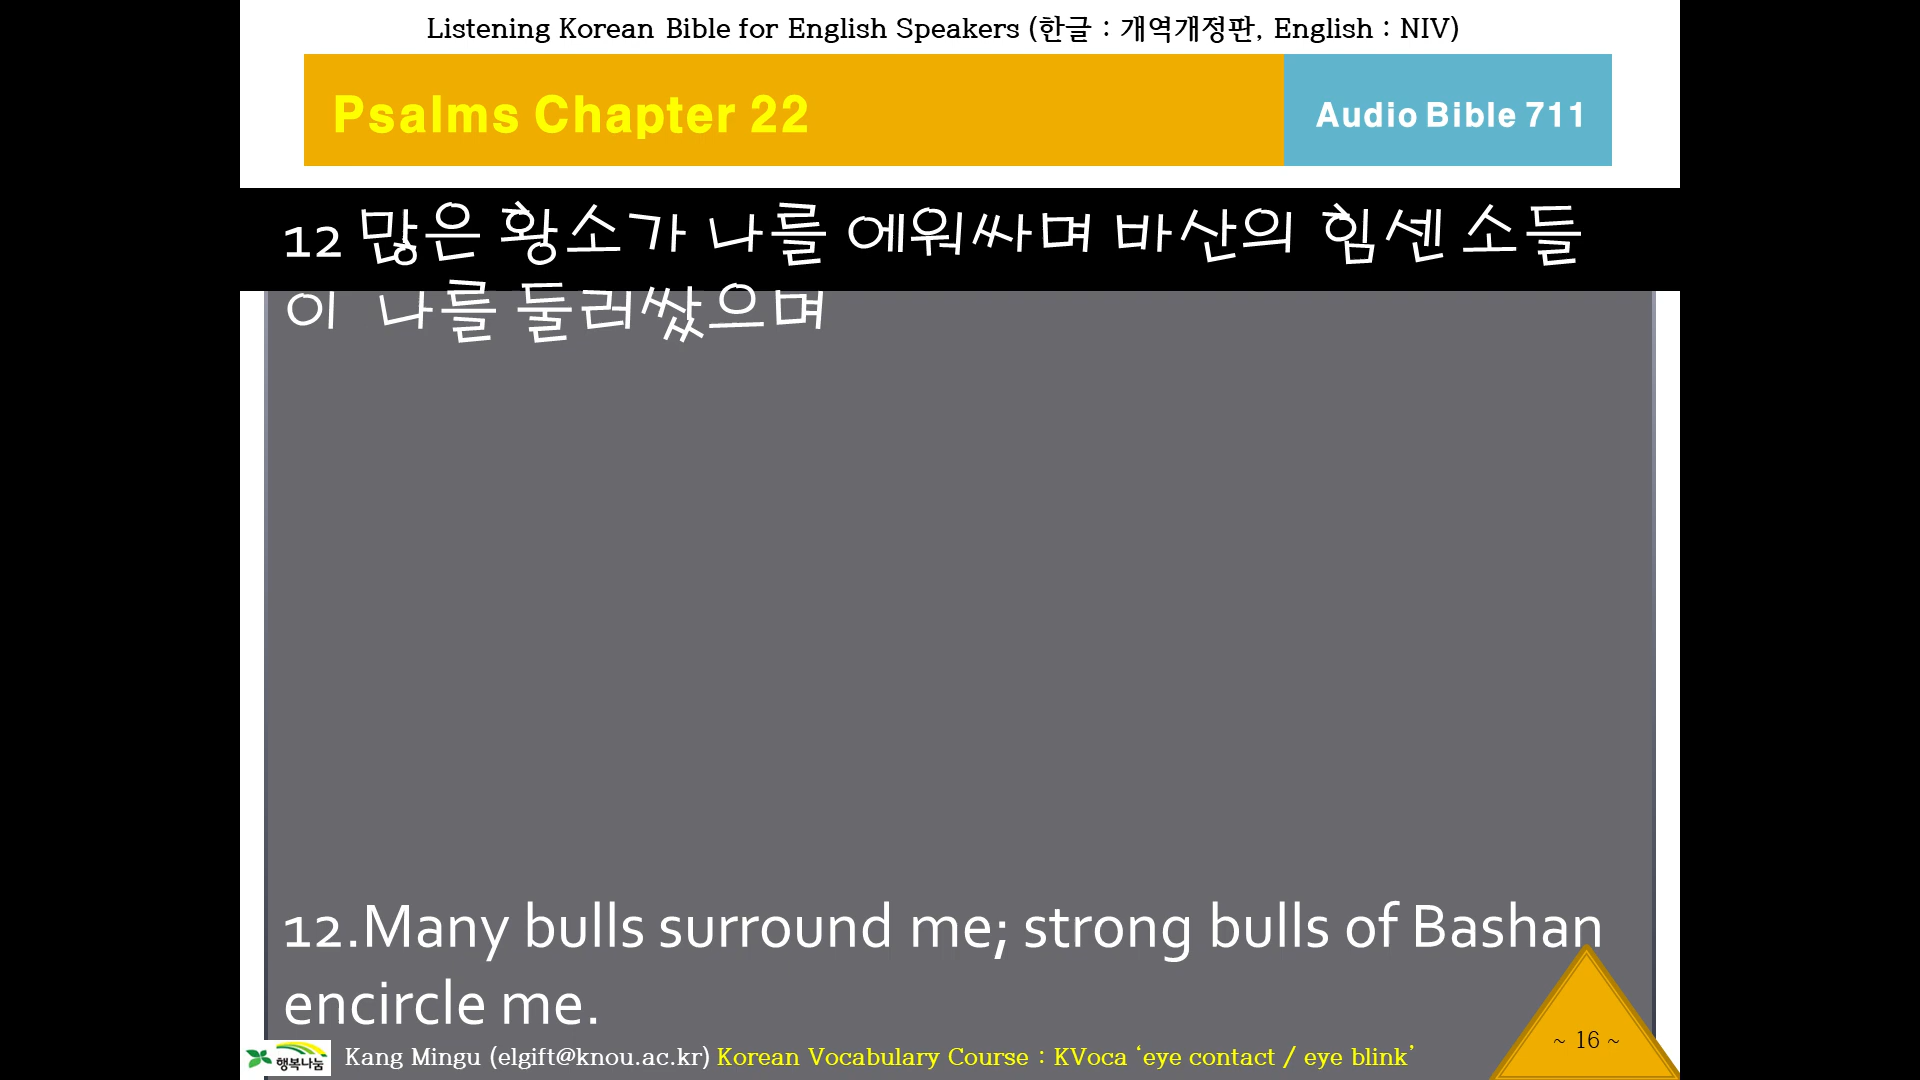 Listening Korean Bible for English Speakers (한글 : 개역개정판, English : NIV)
Psalms Chapter 22
Audio Bible 711
12 많은 황소가 나를 에워싸며 바산의 힘센 소들
이 나를 둘러쌌으며
12.Many bulls surround me; strong bulls of Bashan
encircle me.
행복나눔
Kang Mingu (elgift@knou.ac.kr) Korean Vocabulary Course : KVoca ‘eye contact / eye blink’
~ 16 ~